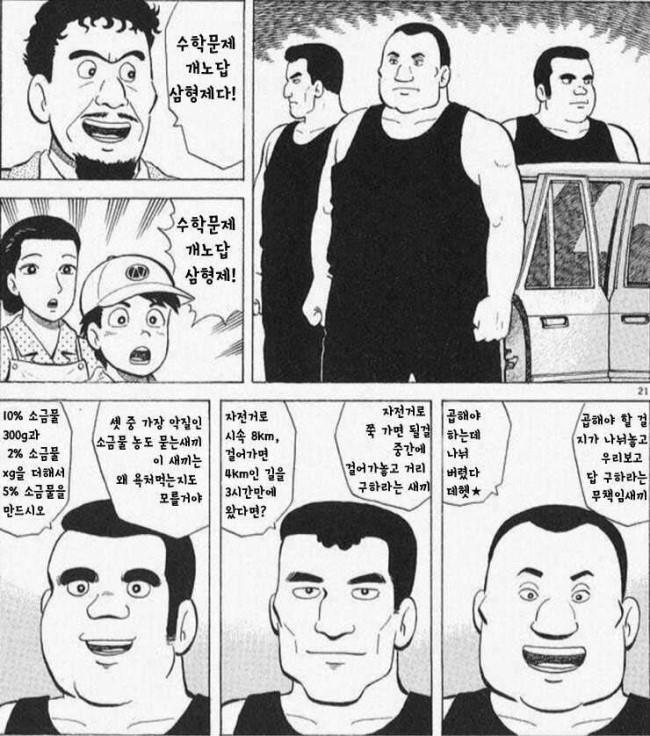 수학문제
개노답
삼형제다!
수학문제
개노답
삼형제!
21
10% 소금물
300g과
2% 소금물
xg을 더해서
5% 소금물을
만드시오
셋 중 가장 악질인
소금물 농도 묻는새끼
이 새끼는
왜 욕쳐먹는지도
모를거야
자전거로
시속 8km,
걸어가면
4km인 길을
3시간만에
왔다면?
자전거로
쭉 가면 될걸
중간에
걸어가놓고 거리
구하라는 새끼
곱해야
하는데
나눠
버렸다
데헷★
곱해야 할 걸
지가 나눠놓고
우리보고
답 구하라는
무책임새끼